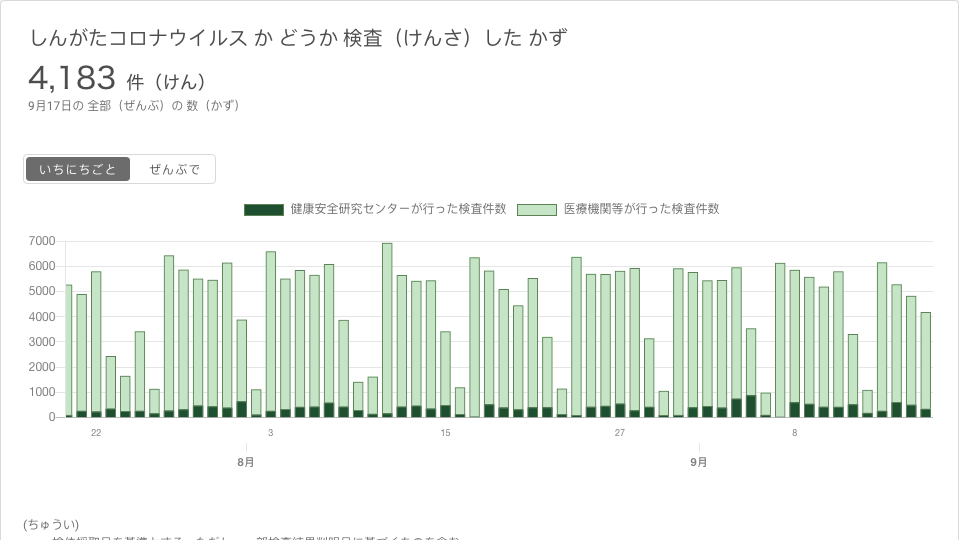 しんがたコロナウイルス か どうか 検査（けんさ）した かず
4,183 件（けん）
9月17日の 全部（ぜんぶ）の 数（かず）
いちにちごと ぜんぶで
健康安全研究センターが行った検査件数 医療機関等が行った検査件数
7000
6000
5000
4000
3000
2000
1000
0
22 3 15 27 8
8月 9月
(ちゅうい)